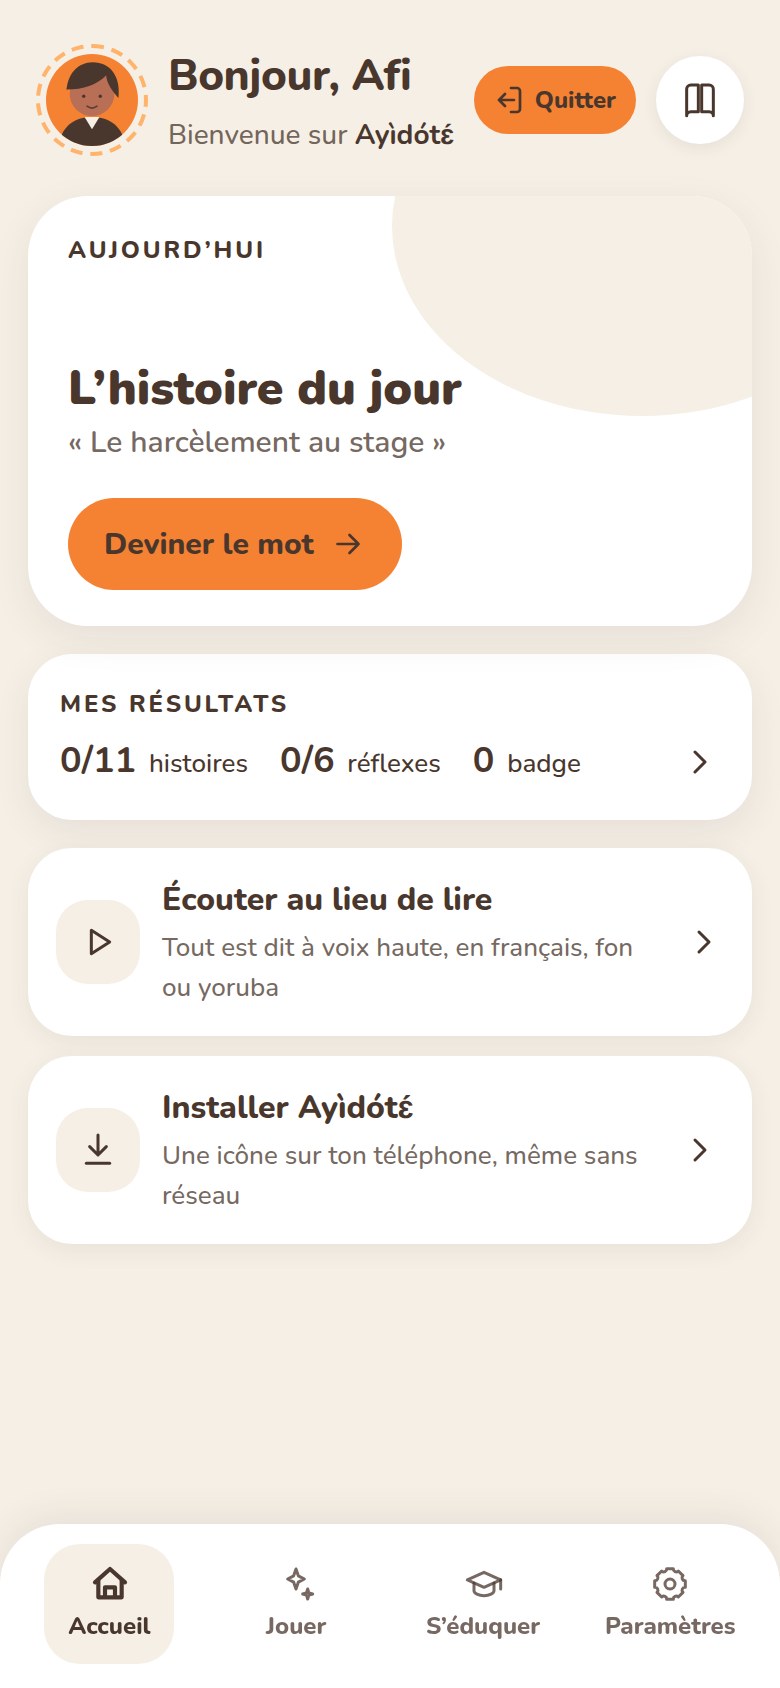 Bonjour, Afi
Bienvenue sur Ayìdótέ
Quitter
AUJOURD’HUI
L’histoire du jour
« Le harcèlement au stage »
Deviner le mot
MES RÉSULTATS
0/11 histoires 0/6 réflexes 0 badge
Écouter au lieu de lire
Tout est dit à voix haute, en français, fon
ou yoruba
Installer Ayìdótέ
Une icône sur ton téléphone, même sans
réseau
Accueil Jouer S’éduquer Paramètres